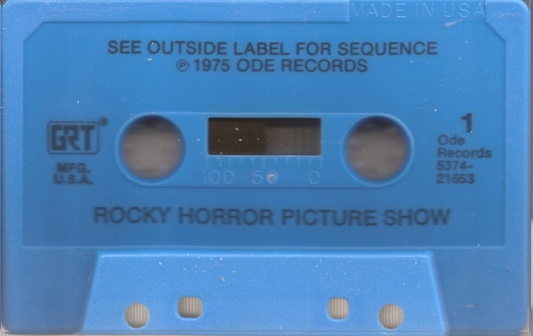 MADE IN USA
SEE OUTSIDE LABEL FOR SEQUENCE
℗ 1975 ODE RECORDS
GRT®
MFG.
U.S.A.
1
Ode
Records
5374-
21653
100 50 0
ROCKY HORROR PICTURE SHOW